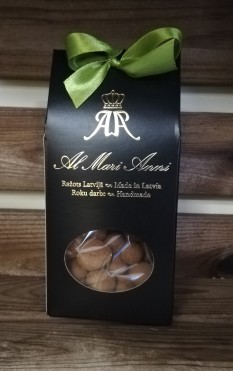 AR
Al Mari Anni
Ražots Latvijā ~ Made in Latvia
Roku darbs ~ Handmade